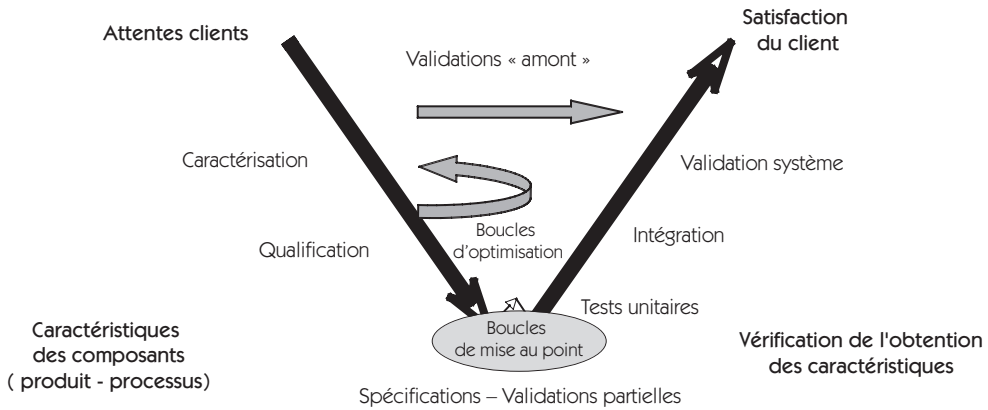 Attentes clients
Satisfaction
du client
Validations « amont »
Caractérisation
Validation système
Qualification
Boucles
d'optimisation
Intégration
Tests unitaires
Boucles
de mise au point
Caractéristiques
des composants
( produit - processus)
Vérification de l'obtention
des caractéristiques
Spécifications – Validations partielles